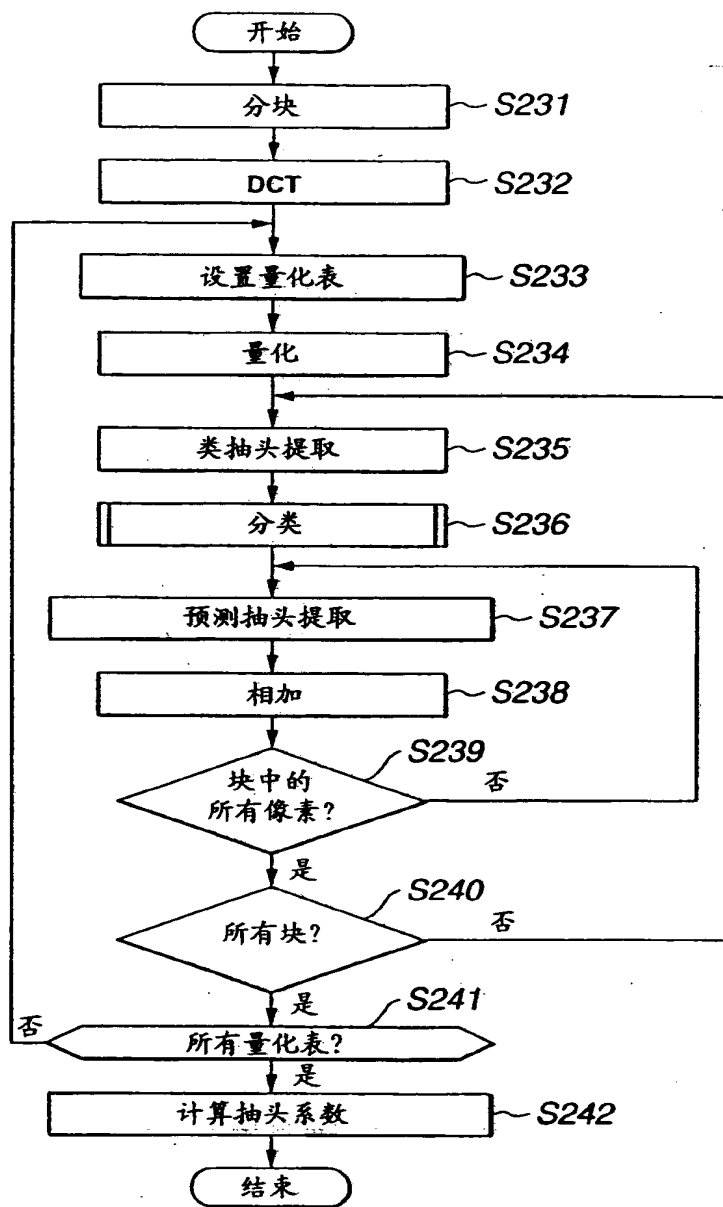 开始
分块
S231
DCT
S232
设置量化表
S233
量化
S234
类抽头提取
S235
分类
S236
预测抽头提取
S237
相加
S238
S239
块中的
所有像素?
否
是
S240
所有块?
否
是
S241
否
所有量化表?
是
计算抽头系数
S242
结束